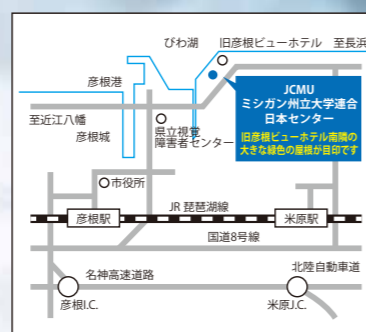 びわ湖
旧彦根ビューホテル
至長浜
彦根港
JCMU
ミシガン州立大学連合
日本センター
旧彦根ビューホテル南隣の
大きな緑色の屋根が目印です
至近江八幡
彦根城
県立視覚
障害者センター
市役所
JR 琵琶湖線
彦根駅
米原駅
国道8号線
名神高速道路
北陸自動車道
彦根I.C.
米原J.C.